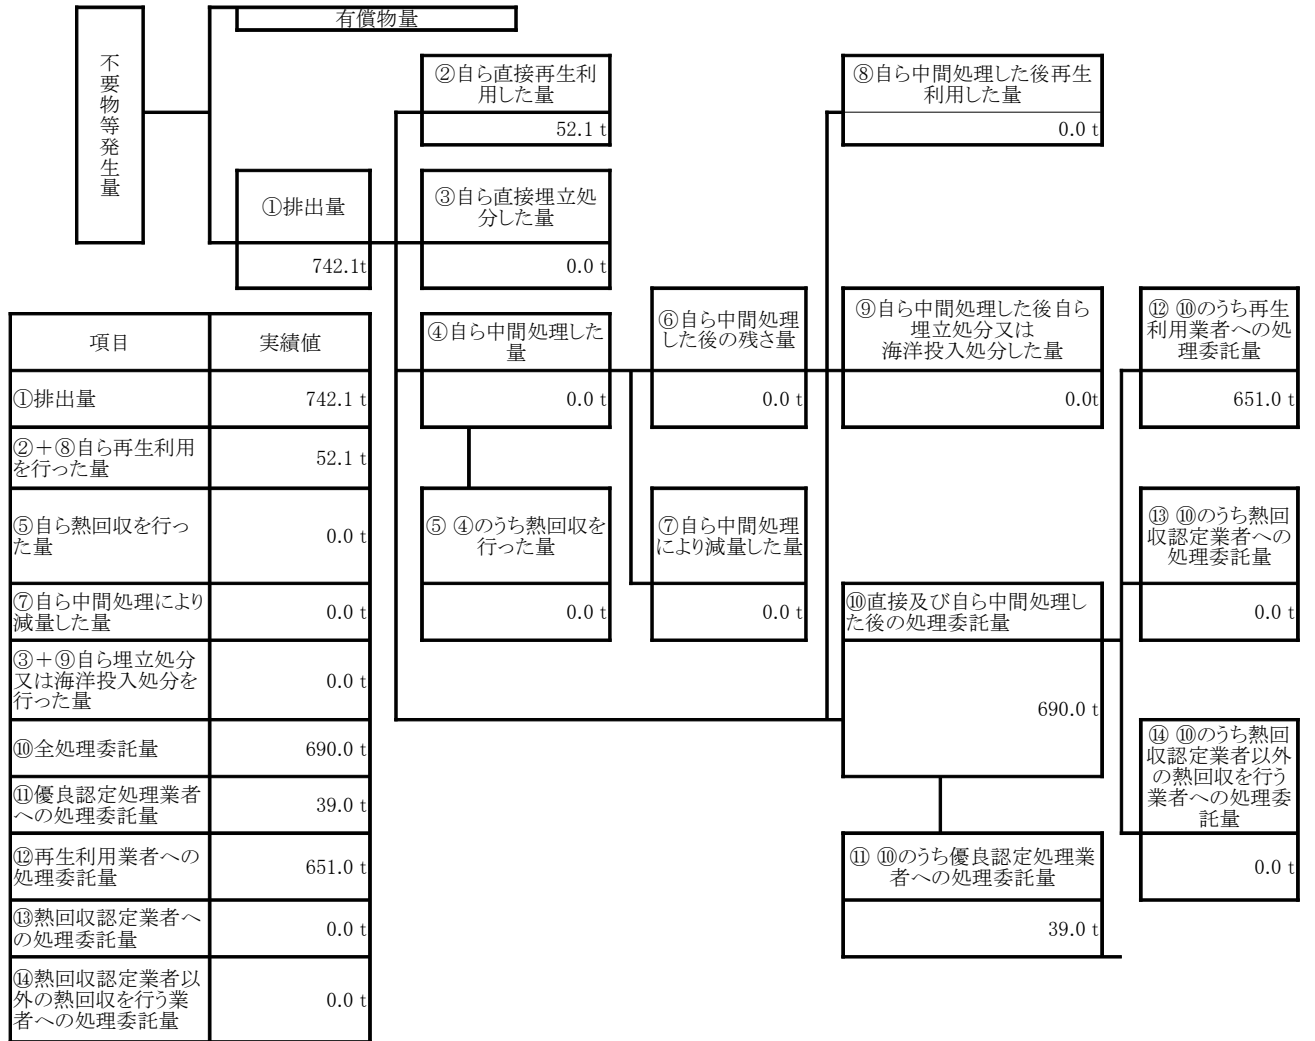 有償物量
不要物等発生量
②自ら直接再生利
用した量
52.1 t
⑧自ら中間処理した後再生
利用した量
0.0 t
①排出量
742.1t
③自ら直接埋立処
分した量
0.0 t
④自ら中間処理した
量
0.0 t
⑥自ら中間処理
した後の残さ量
0.0 t
⑨自ら中間処理した後自ら
埋立処分又は
海洋投入処分した量
0.0t
⑫ ⑩のうち再生
利用業者への処
理委託量
651.0 t
⑤ ④のうち熱回収を
行った量
0.0 t
⑦自ら中間処理
により減量した量
0.0 t
⑬ ⑩のうち熱回
収認定業者への
処理委託量
0.0 t
⑩直接及び自ら中間処理し
た後の処理委託量
690.0 t
⑭ ⑩のうち熱回
収認定業者以外
の熱回収を行う
業者への処理委
託量
0.0 t
⑪ ⑩のうち優良認定処理業
者への処理委託量
39.0 t
項目
実績値
①排出量
742.1 t
②＋⑧自ら再生利用
を行った量
52.1 t
⑤自ら熱回収を行っ
た量
0.0 t
⑦自ら中間処理により
減量した量
0.0 t
③＋⑨自ら埋立処分
又は海洋投入処分を
行った量
0.0 t
⑩全処理委託量
690.0 t
⑪優良認定処理業者
への処理委託量
39.0 t
⑫再生利用業者への
処理委託量
651.0 t
⑬熱回収認定業者へ
の処理委託量
0.0 t
⑭熱回収認定業者以
外の熱回収を行う業
者への処理委託量
0.0 t